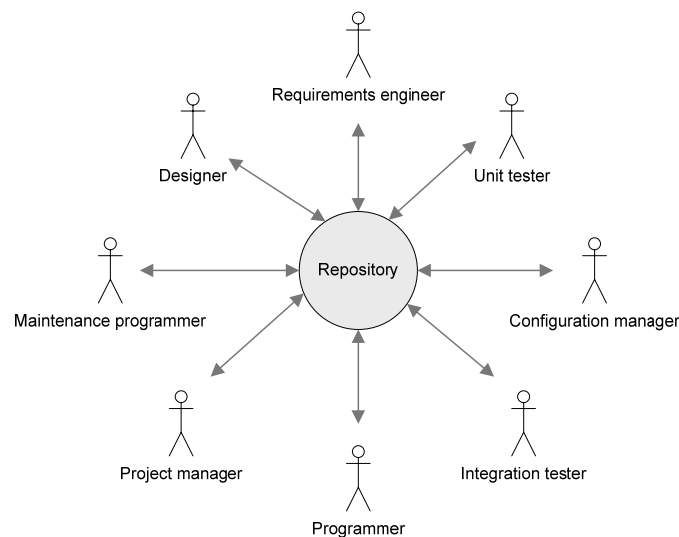 Requirements engineer
Designer
Unit tester
Repository
Maintenance programmer
Configuration manager
Project manager
Integration tester
Programmer